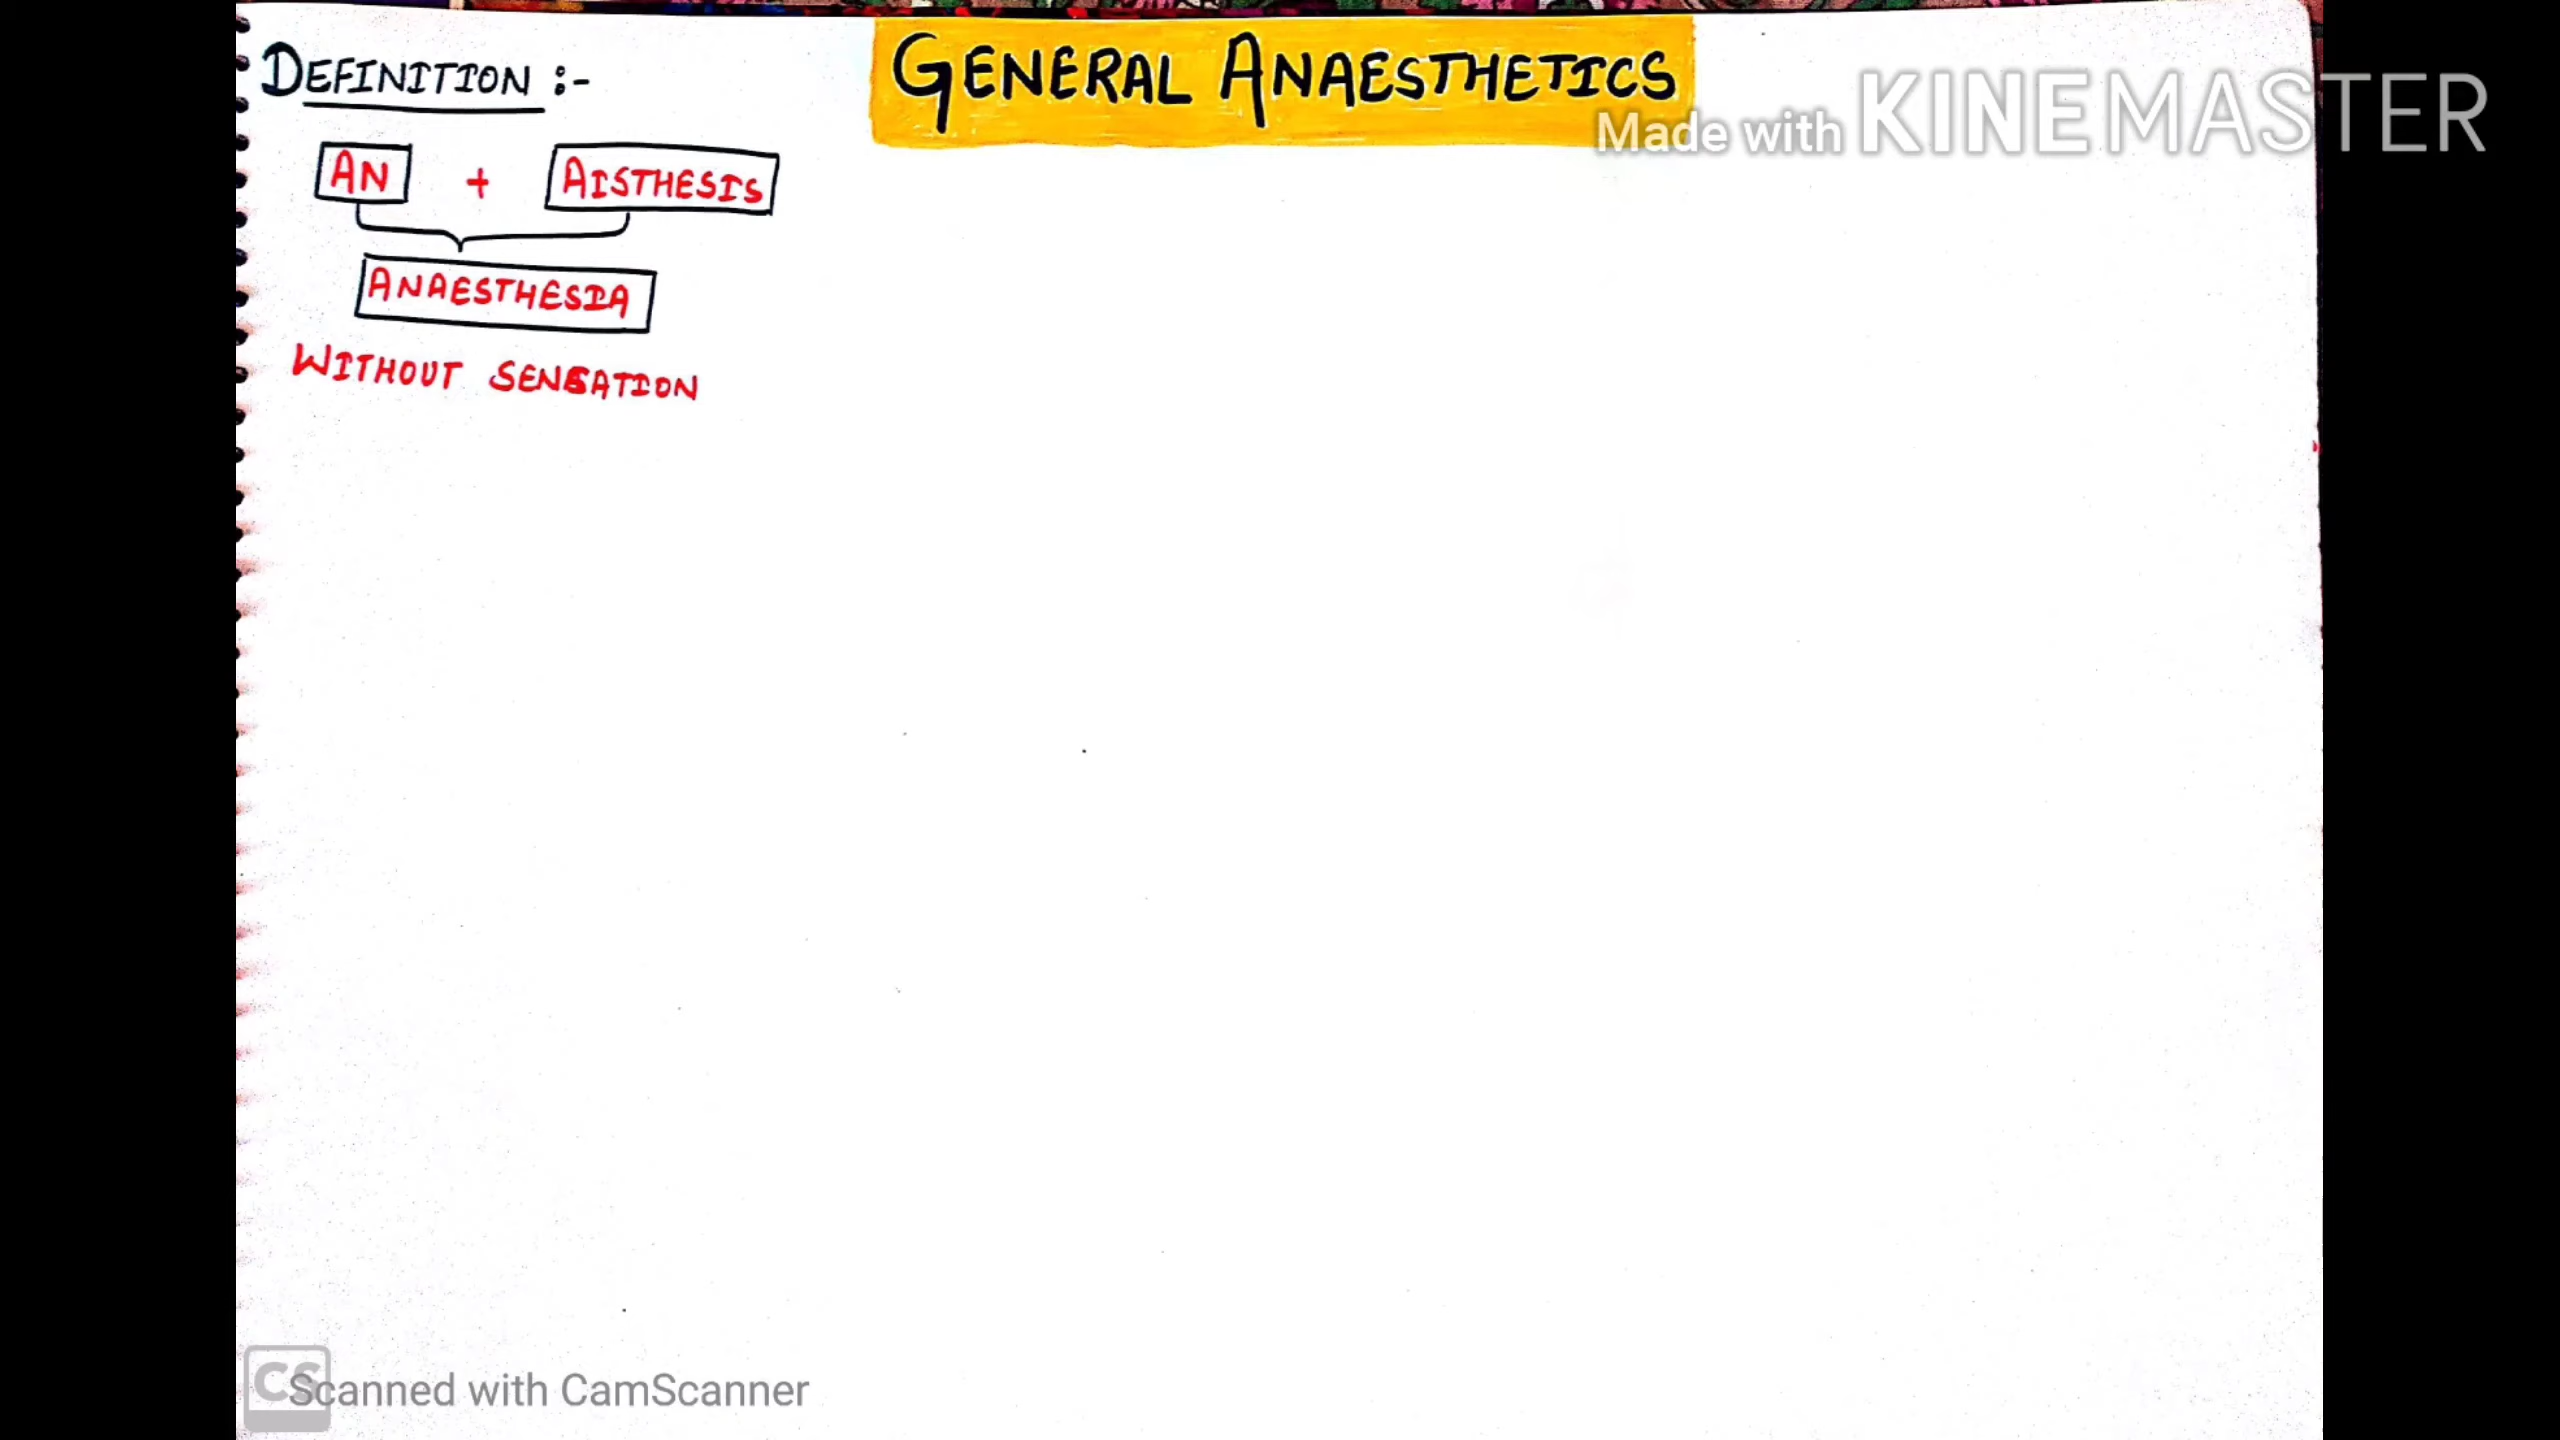 GENERAL ANAESTHETICS
Made with KINEMASTER
DEFINITION :-
AN + AISTHESIS
ANAESTHESIA
WITHOUT SENSATION
CS
Scanned with CamScanner